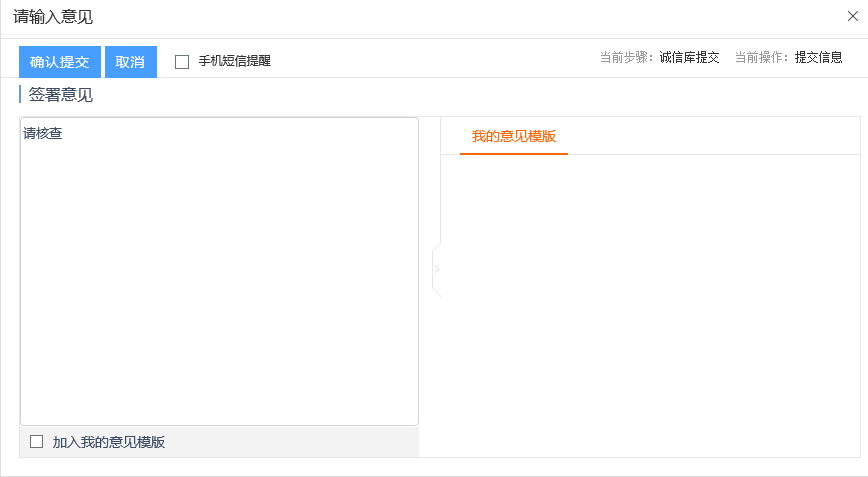 请输入意见
确认提交 取消 手机短信提醒 当前步骤：诚信库提交 当前操作：提交信息
签署意见
请核查
我的意见模版
加入我的意见模版